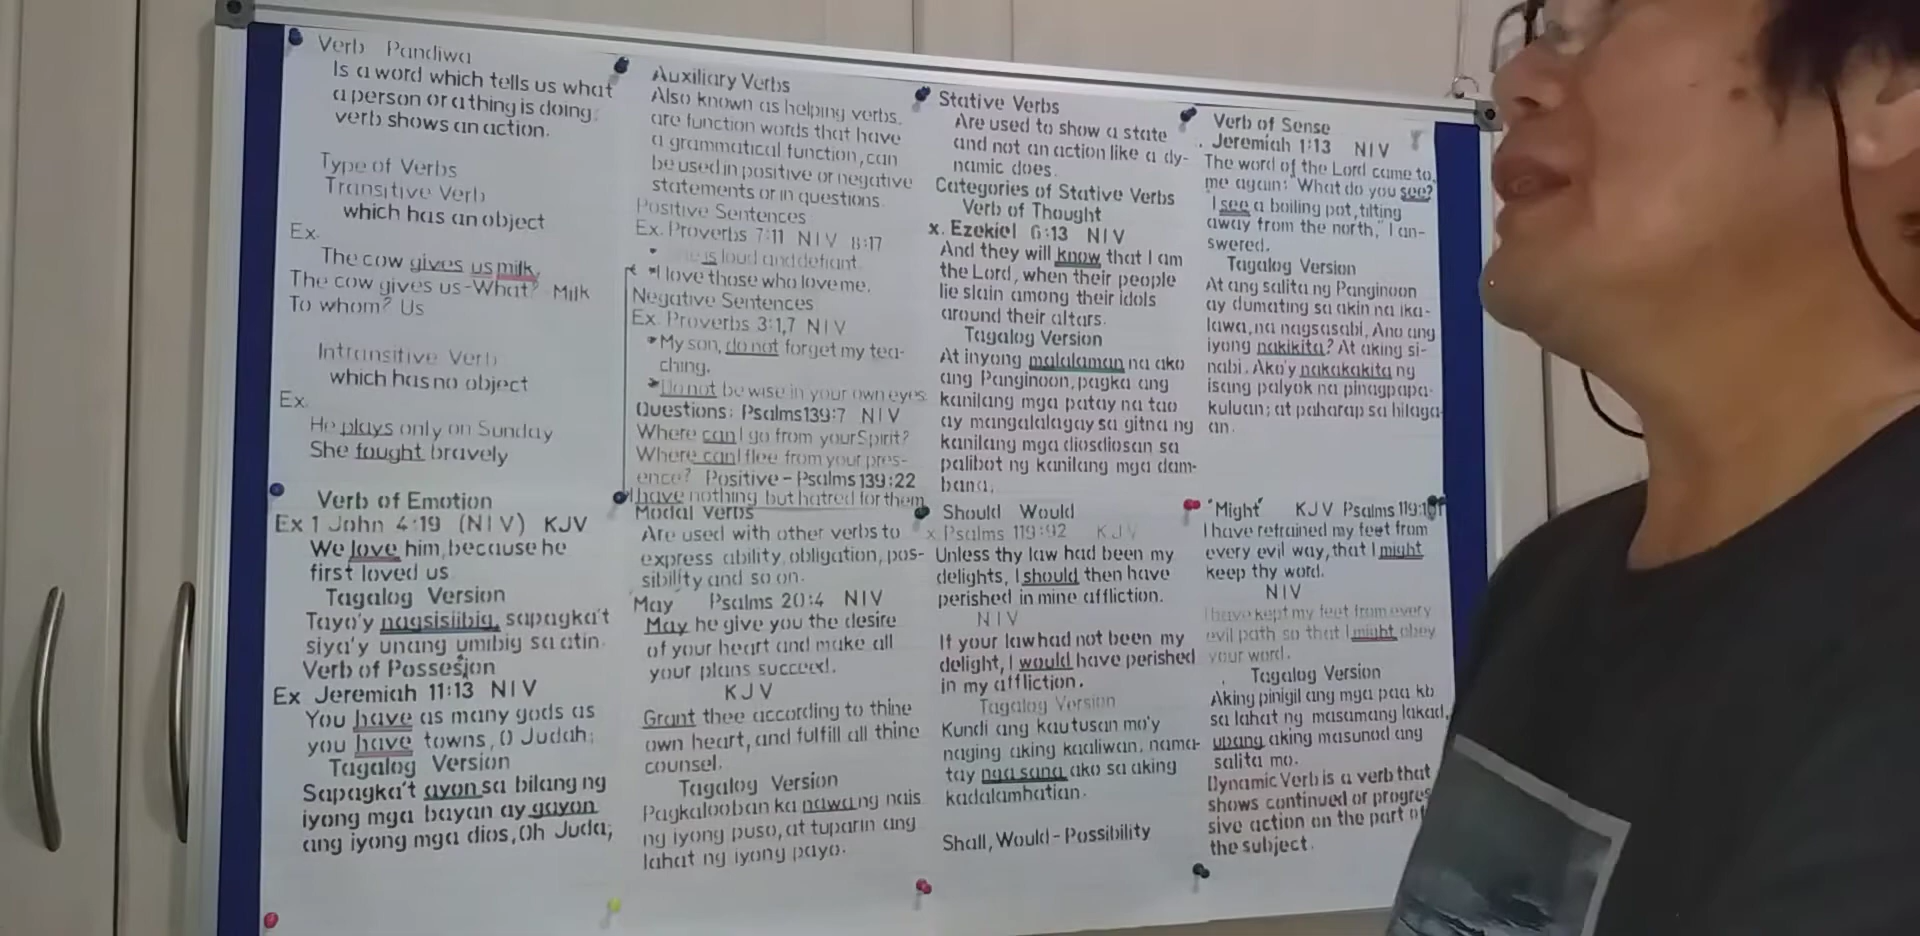 Verb Pandiwa
Is a word which tells us what
a person or a thing is doing.
verb shows an action.
Type of Verbs
Transitive Verb
which has an object
Ex.
The cow gives us milk.
The cow gives us-What? Milk
To whom? Us
Intransitive Verb
which has no object
Ex.
He plays only on Sunday
She fought bravely
Auxiliary Verbs
Also known as helping verbs.
are function words that have
a grammatical function, can
be used in positive or negative
statements or in questions.
Positive Sentences
Ex. Proverbs 7:11 NIV 8:17
is loud and defiant.
I love those who love me.
Negative Sentences
Ex. Proverbs 3:1,7 NIV
My son, do not forget my tea-
ching.
Do not be wise in your own eyes.
Questions: Psalms 139:7 NIV
Where can I go from your Spirit?
Where can I flee from your pres-
ence? Positive - Psalms 139:22
I have nothing but hatred for them
Stative Verbs
Are used to show a state
and not an action like a dy-
namic does.
Categories of Stative Verbs
Verb of Thought
x. Ezekiel 6:13 NIV
And they will know that I am
the Lord, when their people
lie slain among their idols
around their altars.
Tagalog Version
At inyong malalaman na ako
ang Panginoon, pagka ang
kanilang mga patay na tao
ay mangalalagay sa gitna ng
kanilang mga diosdiosan sa
palibot ng kanilang mga dam-
bana.
Verb of Sense
Jeremiah 1:13 NIV
The word of the Lord came to
me again: "What do you see?
"I see a boiling pot, tilting
away from the north," I an-
swered.
Tagalog Version
At ang salita ng Panginoon
ay dumating sa akin na ika-
lawa, na nagsasabi, Ano ang
iyong nakikita? At aking si-
nabi, Ako'y nakakakita ng
isang palyok na pinagpapa-
kuluan; at paharap sa hilaga-
an.
Verb of Emotion
Ex 1 John 4:19 (NIV) KJV
We love him, because he
first loved us
Tagalog Version
Tayo'y nagsisiibig, sapagka't
siya'y unang umibig sa atin.
Verb of Possesion
Ex Jeremiah 11:13 NIV
You have as many gods as
you have towns, O Judah;
Tagalog Version
Sapagka't ayon sa bilang ng
iyong mga bayan ay gayon
ang iyong mga dios, Oh Juda;
Modal Verbs
Are used with other verbs to
express ability, obligation, pos-
sibility and so on.
May Psalms 20:4 NIV
May he give you the desire
of your heart and make all
your plans succeed.
KJV
Grant thee according to thine
own heart, and fulfill all thine
counsel.
Tagalog Version
Pagkalooban ka nawa ng nais
ng iyong puso, at tuparin ang
lahat ng iyong payo.
Should Would
x Psalms 119:92 KJV
Unless thy law had been my
delights, I should then have
perished in mine affliction.
NIV
If your law had not been my
delight, I would have perished
in my affliction.
Tagalog Version
Kundi ang kautusan mo'y
naging aking kaaliwan, nama-
tay nga sana ako sa aking
kadalamhatian.
Shall, Would - Possibility
"Might" KJV Psalms
I have refrained my feet from
every evil way, that I might
keep thy word.
NIV
I have kept my feet from every
evil path so that I might obey
your word.
Tagalog Version
Aking pinigil ang mga paa ko
sa lahat ng masamang lakad,
upang aking masunod ang
salita mo.
Dynamic Verb is a verb that
shows continued or progres
sive action on the part of
the subject.